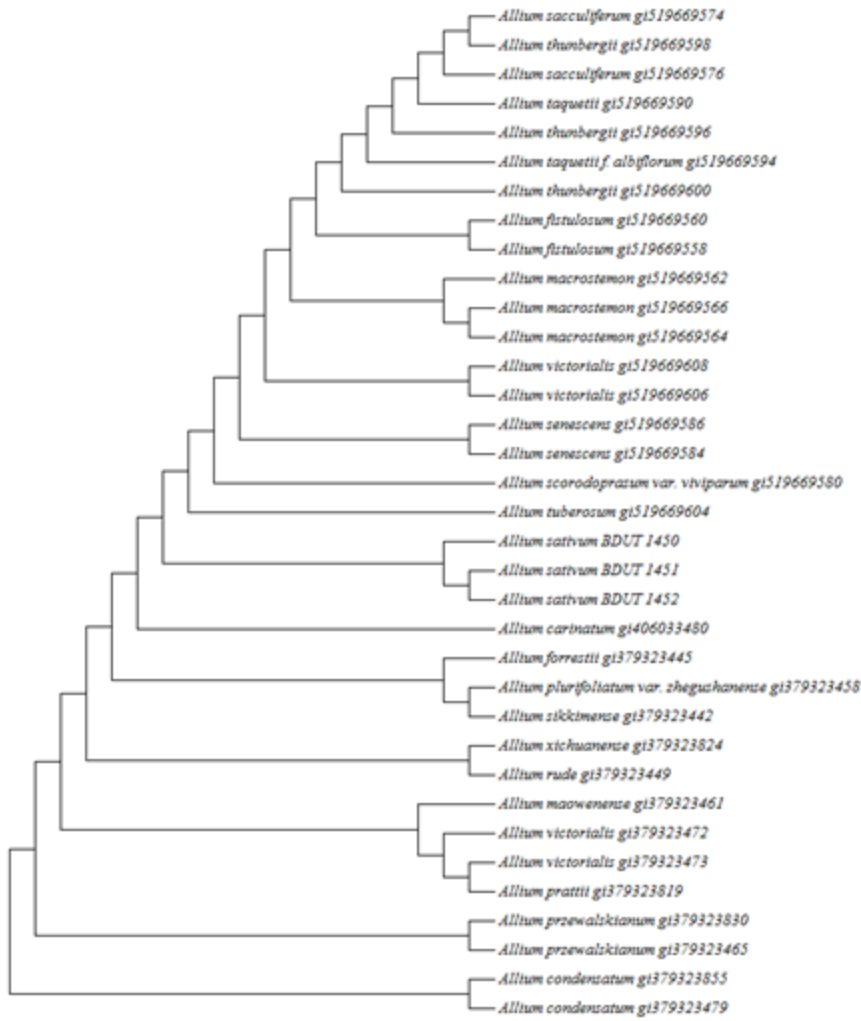 Allium sacculiferum gi519669574
Allium thunbergii gi519669598
Allium sacculiferum gi519669576
Allium taquetii gi519669590
Allium thunbergii gi519669596
Allium taquetii f. albiflorum gi519669594
Allium thunbergii gi519669600
Allium fistulosum gi519669560
Allium fistulosum gi519669558
Allium macrostemon gi519669562
Allium macrostemon gi519669566
Allium macrostemon gi519669564
Allium victorialis gi519669608
Allium victorialis gi519669606
Allium senescens gi519669586
Allium senescens gi519669584
Allium scorodoprasum var. viviparum gi519669580
Allium tuberosum gi519669604
Allium sativum BDUT 1450
Allium sativum BDUT 1451
Allium sativum BDUT 1452
Allium carinatum gi406033480
Allium forrestii gi379323445
Allium plurifoliatum var. zhegushanense gi379323458
Allium sikkimense gi379323442
Allium xichuanense gi379323824
Allium rude gi379323449
Allium maowenense gi379323461
Allium victorialis gi379323472
Allium victorialis gi379323473
Allium prattii gi379323819
Allium przewalskianum gi379323830
Allium przewalskianum gi379323465
Allium condensatum gi379323855
Allium condensatum gi379323479